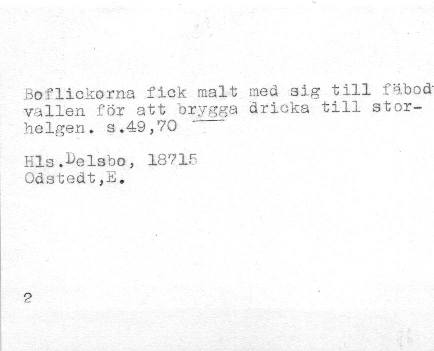 Boflickorna fick malt med sig till fäbod-
vallen för att brygga dricka till stor-
helgen. s.49,70
Hls.Delsbo, 18715
Odstedt,E.
2